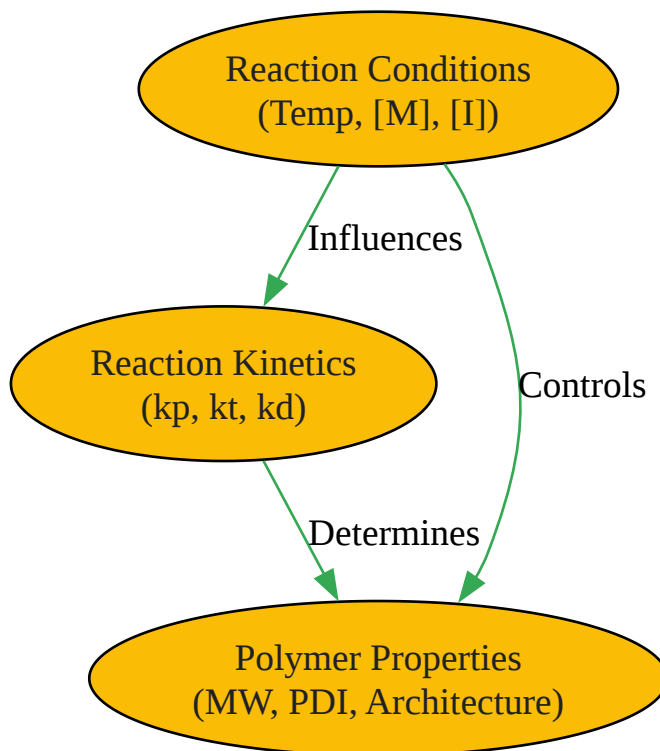 Reaction Conditions
(Temp, [M], [I])
Influences
Reaction Kinetics
(kp, kt, kd)
Controls
Determines
Polymer Properties
(MW, PDI, Architecture)